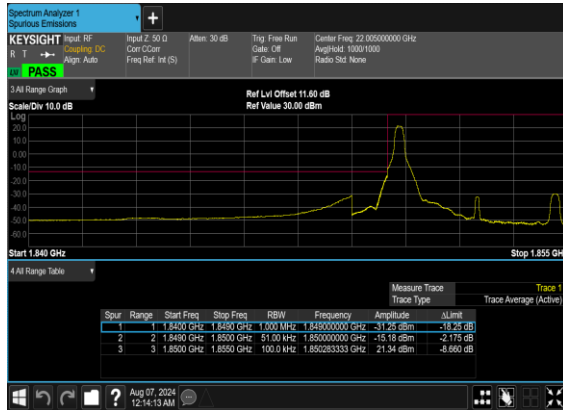 Spectrum Analyzer 1
Spurious Emissions
KEYSIGHT
R T
PASS
Input: RF
Coupling: DC
Align: Auto
Input Z: 50 Ω
Corr CCorr
Freq Ref: Int (S)
Atten: 30 dB
Trig: Free Run
Gate: Off
IF Gain: Low
Center Freq: 22.005000000 GHz
Avg|Hold: 1000/1000
Radio Std: None
3 All Range Graph
Scale/Div 10.0 dB
Ref Lvl Offset 11.60 dB
Ref Value 30.00 dBm
Log
20.0
10.0
0.00
-10.0
-20.0
-30.0
-40.0
-50.0
-60.0
Start 1.840 GHz
Stop 1.855 GH
4 All Range Table
Measure Trace Trace 1
Trace Type Trace Average (Active)
Spur Range Start Freq Stop Freq RBW Frequency Amplitude ΔLimit
1 1 1.8400 GHz 1.8490 GHz 1.000 MHz 1.849000000 GHz -31.25 dBm -18.25 dB
2 2 1.8490 GHz 1.8500 GHz 51.00 kHz 1.850000000 GHz -15.18 dBm -2.175 dB
3 3 1.8500 GHz 1.8550 GHz 100.0 kHz 1.850283333 GHz 21.34 dBm -8.660 dB
?
Aug 07, 2024
12:14:13 AM